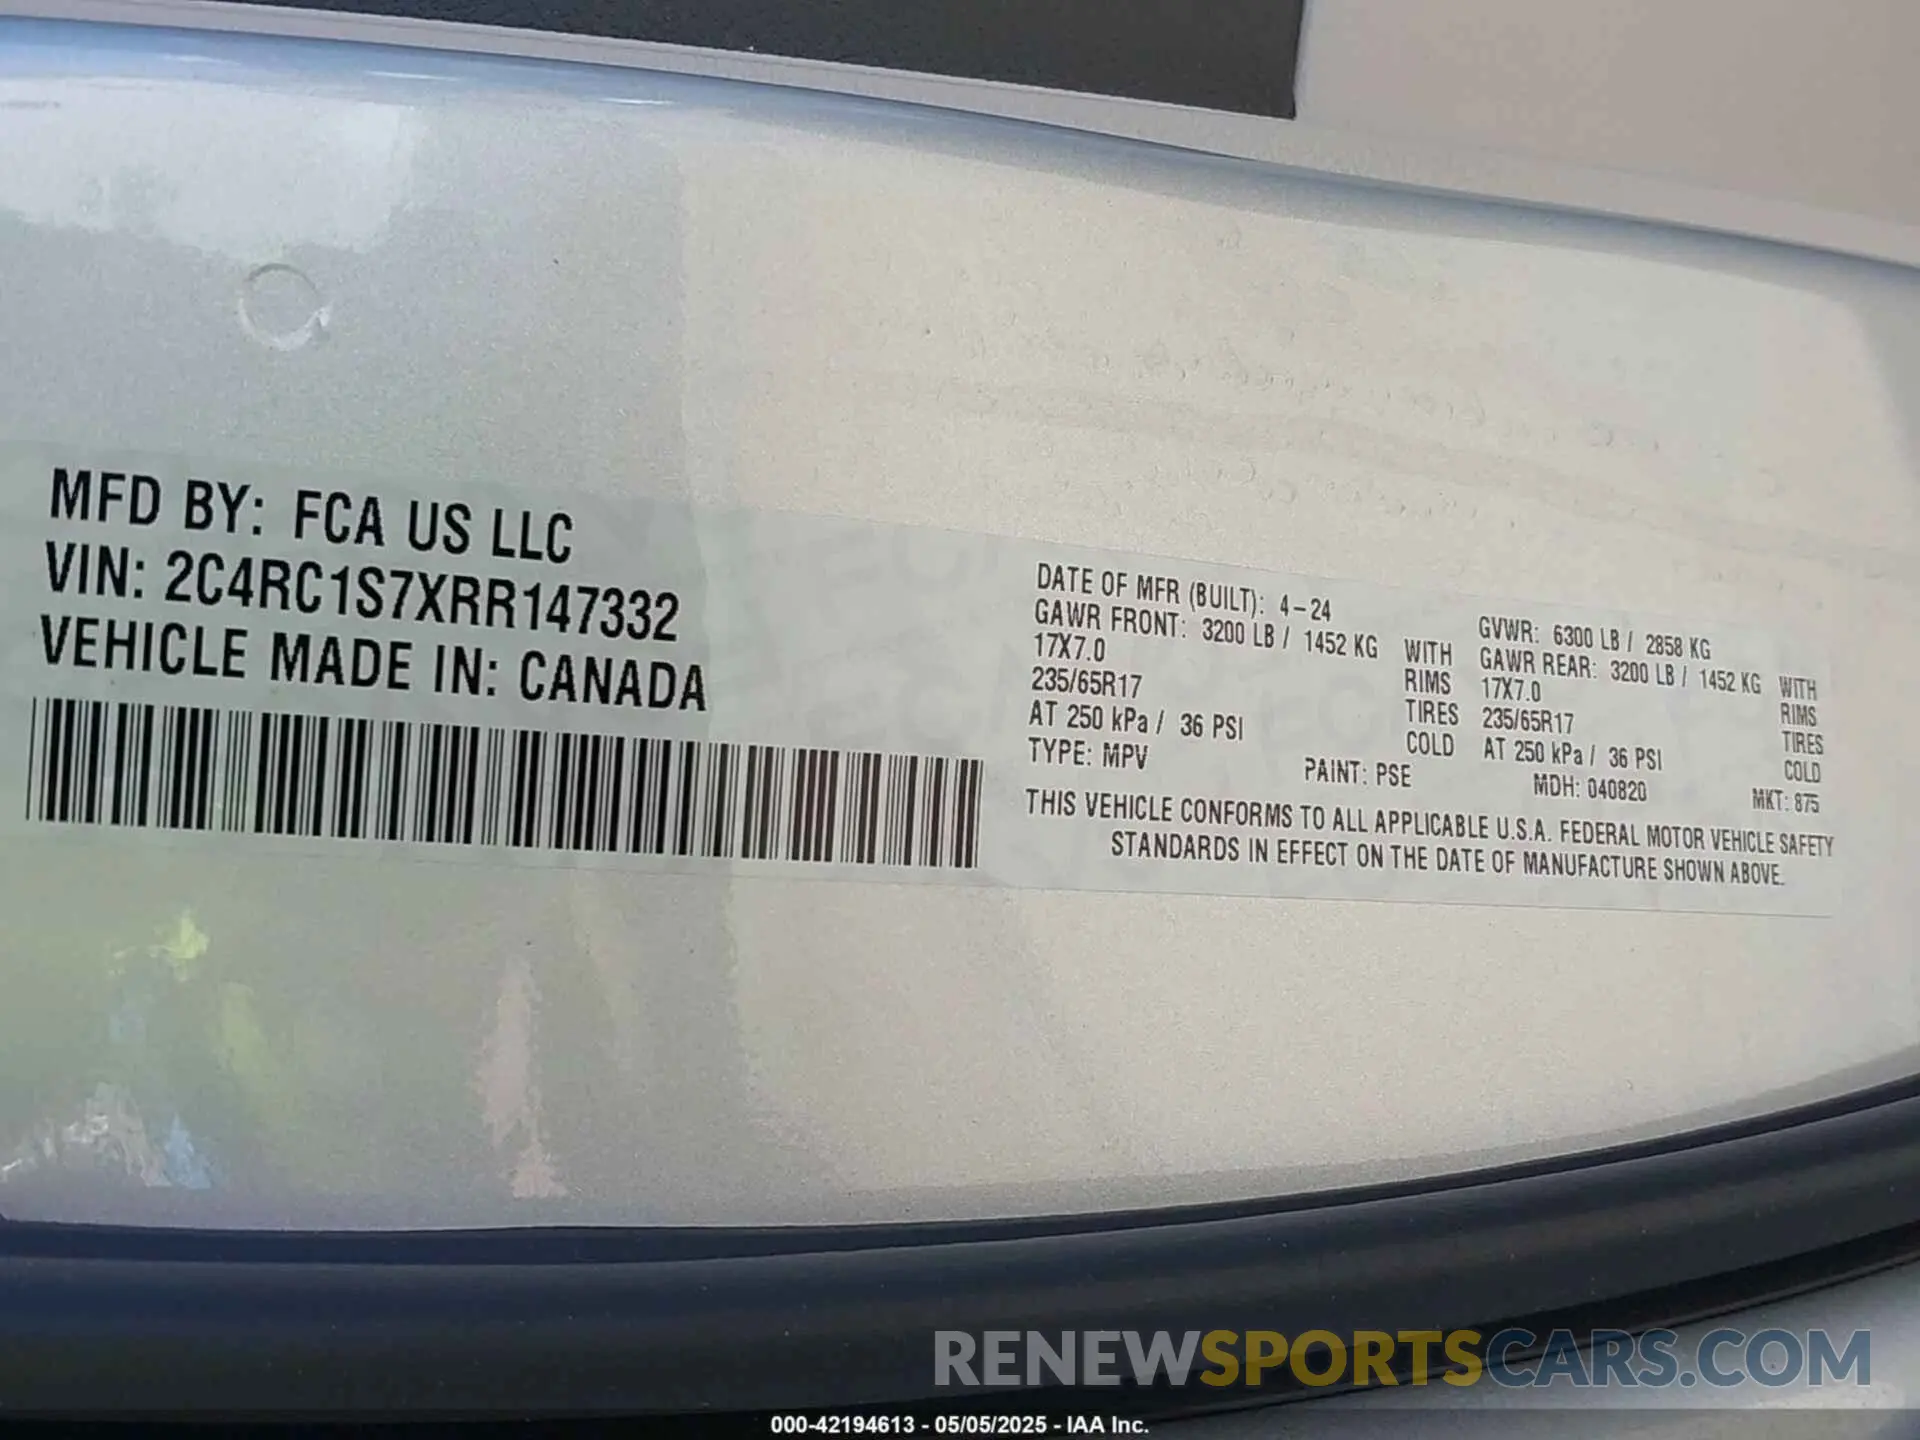 MFD BY: FCA US LLC
VIN: 2C4RC1S7XRR147332
VEHICLE MADE IN: CANADA
DATE OF MFR (BUILT): 4-24 GVWR: 6300 LB / 2858 KG
GAWR FRONT: 3200 LB / 1452 KG WITH GAWR REAR: 3200 LB / 1452 KG WITH
17X7.0 RIMS 17X7.0 RIMS
235/65R17 TIRES 235/65R17 TIRES
AT 250 kPa / 36 PSI COLD AT 250 kPa / 36 PSI COLD
TYPE: MPV PAINT: PSE MDH: 040820 MKT: 875
THIS VEHICLE CONFORMS TO ALL APPLICABLE U.S.A. FEDERAL MOTOR VEHICLE SAFETY
STANDARDS IN EFFECT ON THE DATE OF MANUFACTURE SHOWN ABOVE.
RENEWSPORTSCARS.COM
000-42194613 - 05/05/2025 - IAA Inc.